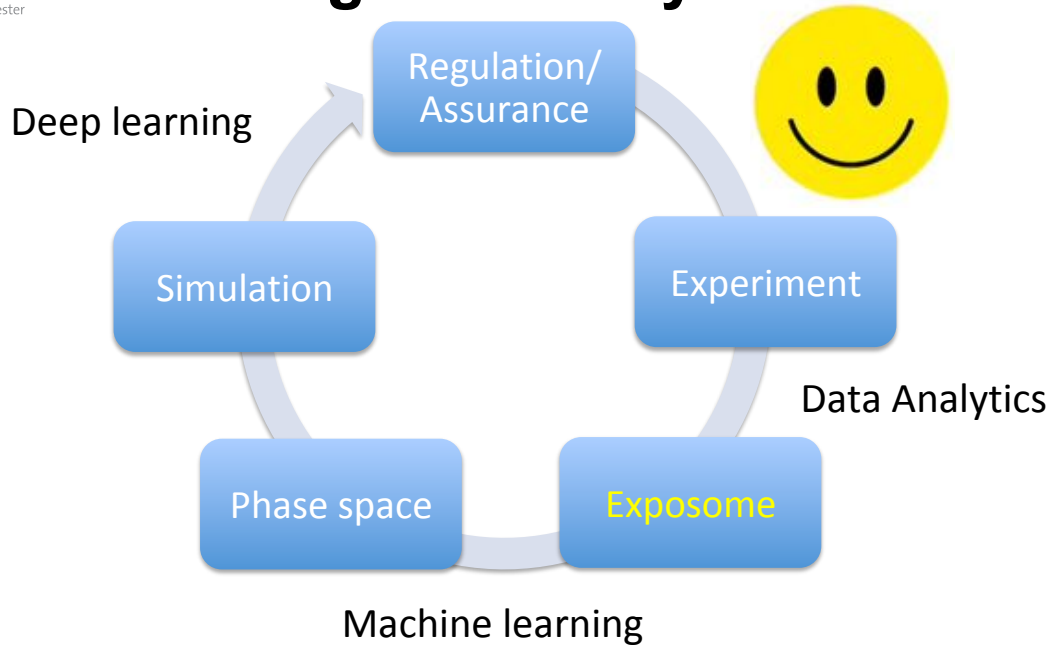 Deep learning
Regulation/
Assurance
Simulation
Experiment
Data Analytics
Phase space
Exposome
Machine learning